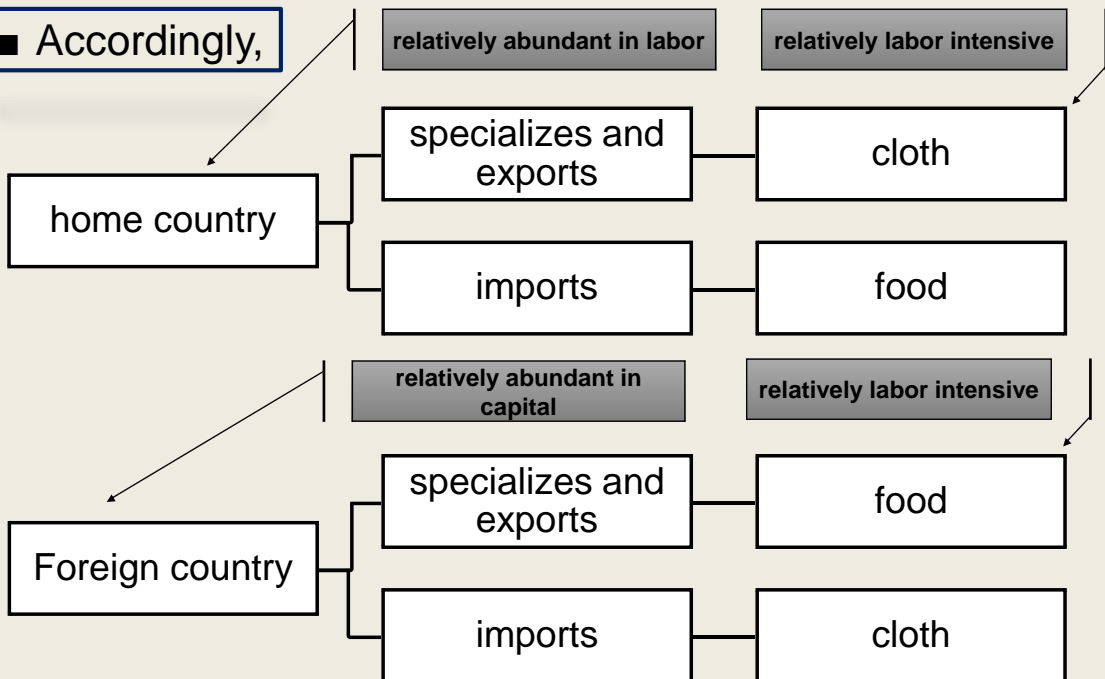 ■ Accordingly,
relatively abundant in labor
relatively labor intensive
specializes and
exports
cloth
home country
imports
food
relatively abundant in
capital
relatively labor intensive
specializes and
exports
food
Foreign country
imports
cloth